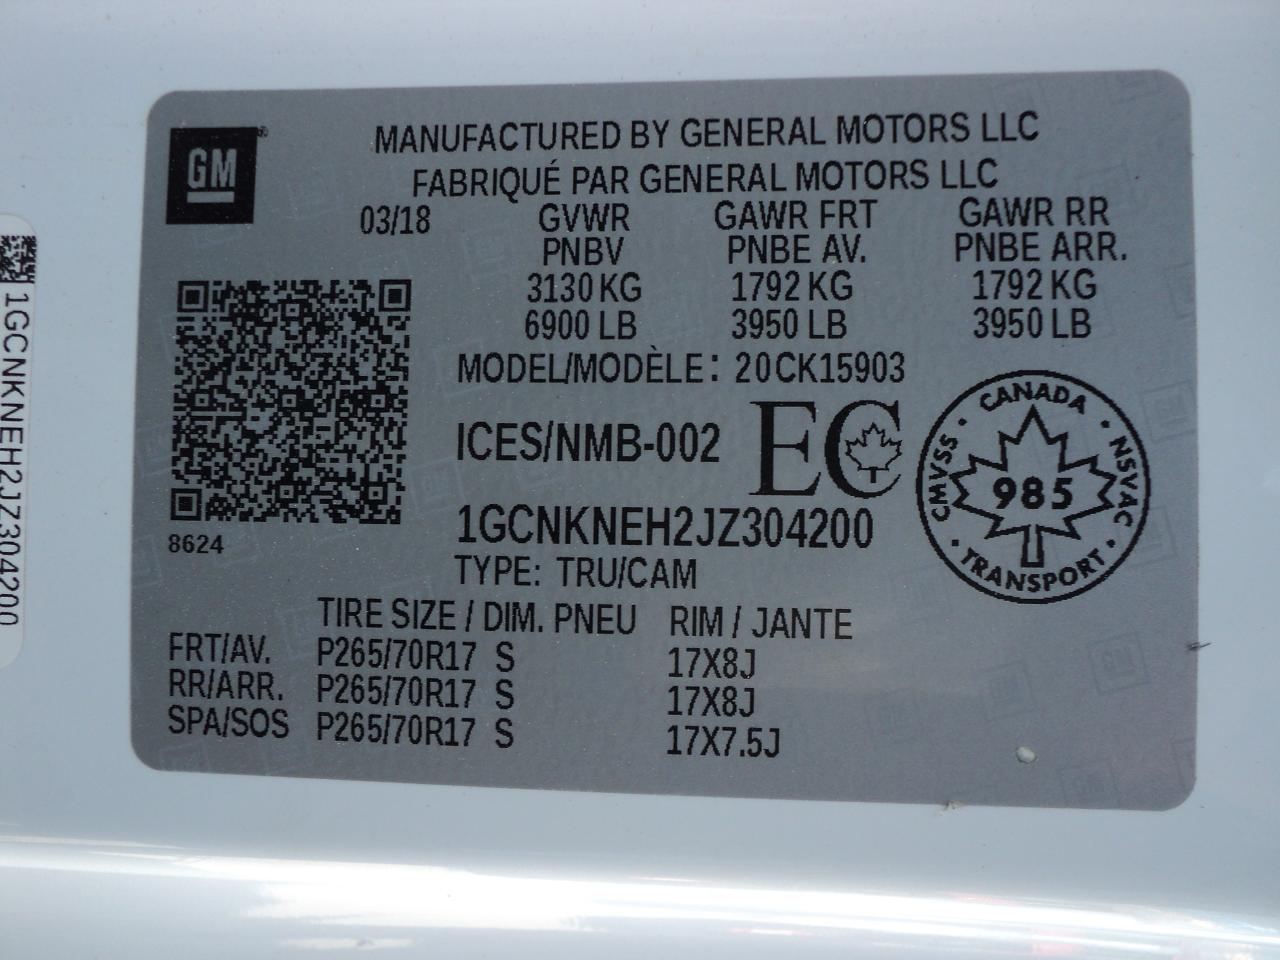 GM
MANUFACTURED BY GENERAL MOTORS LLC
FABRIQUÉ PAR GENERAL MOTORS LLC
03/18 GVWR GAWR FRT GAWR RR
PNBV PNBE AV. PNBE ARR.
3130 KG 1792 KG 1792 KG
6900 LB 3950 LB 3950 LB
MODEL/MODÈLE: 20CK15903
ICES/NMB-002 EC
CANADA
CMVSS · NSVAC
985
TRANSPORT
1GCNKNEH2JZ304200
8624
TYPE: TRU/CAM
TIRE SIZE / DIM. PNEU RIM / JANTE
FRT/AV. P265/70R17 S 17X8J
RR/ARR. P265/70R17 S 17X8J
SPA/SOS P265/70R17 S 17X7.5J
1GCNKNEH2JZ304200